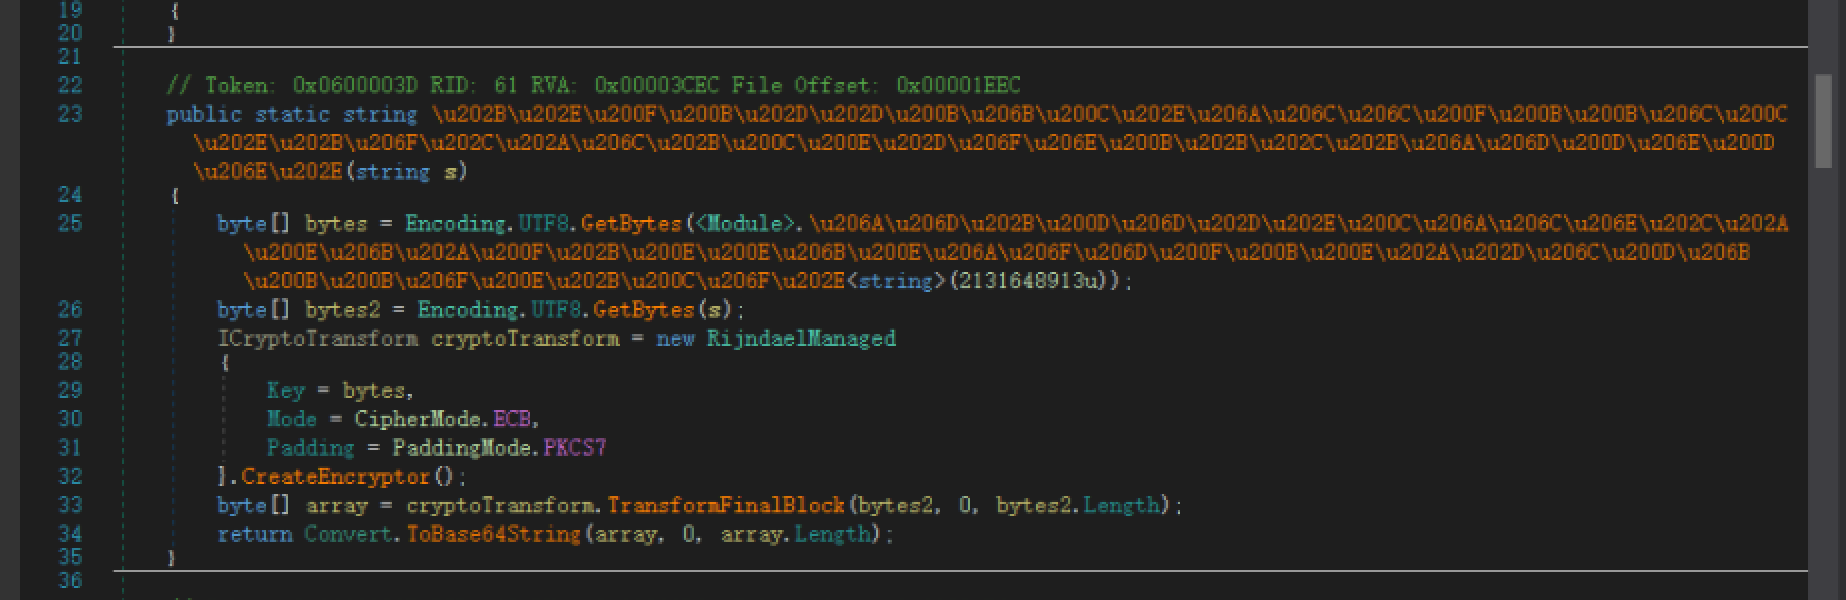 19 {
20 }
21
22 // Token: 0x0600003D RID: 61 RVA: 0x00003CEC File Offset: 0x00001EEC
23 public static string \u202B\u202E\u200F\u200B\u202D\u202D\u200B\u206B\u200C\u202E\u206A\u206C\u206C\u200F\u200B\u200B\u206C\u200C
\u202E\u202B\u206F\u202C\u202A\u206C\u202B\u200C\u200E\u202D\u206F\u206E\u200B\u202B\u202C\u202B\u206A\u206D\u200D\u206E\u200D
\u206E\u202E(string s)
24 {
25 byte[] bytes = Encoding.UTF8.GetBytes(<Module>.\u206A\u206D\u202B\u200D\u206D\u202D\u202E\u200C\u206A\u206C\u206E\u202C\u202A
\u200E\u206B\u202A\u200F\u202B\u200E\u200E\u206B\u200E\u206A\u206F\u206D\u200F\u200B\u200E\u202A\u202D\u206C\u200D\u206B
\u200B\u200B\u206F\u200E\u202B\u200C\u206F\u202E<string>(2131648913u));
26 byte[] bytes2 = Encoding.UTF8.GetBytes(s);
27 ICryptoTransform cryptoTransform = new RijndaelManaged
28 {
29 Key = bytes,
30 Mode = CipherMode.ECB,
31 Padding = PaddingMode.PKCS7
32 }.CreateEncryptor();
33 byte[] array = cryptoTransform.TransformFinalBlock(bytes2, 0, bytes2.Length);
34 return Convert.ToBase64String(array, 0, array.Length);
35 }
36